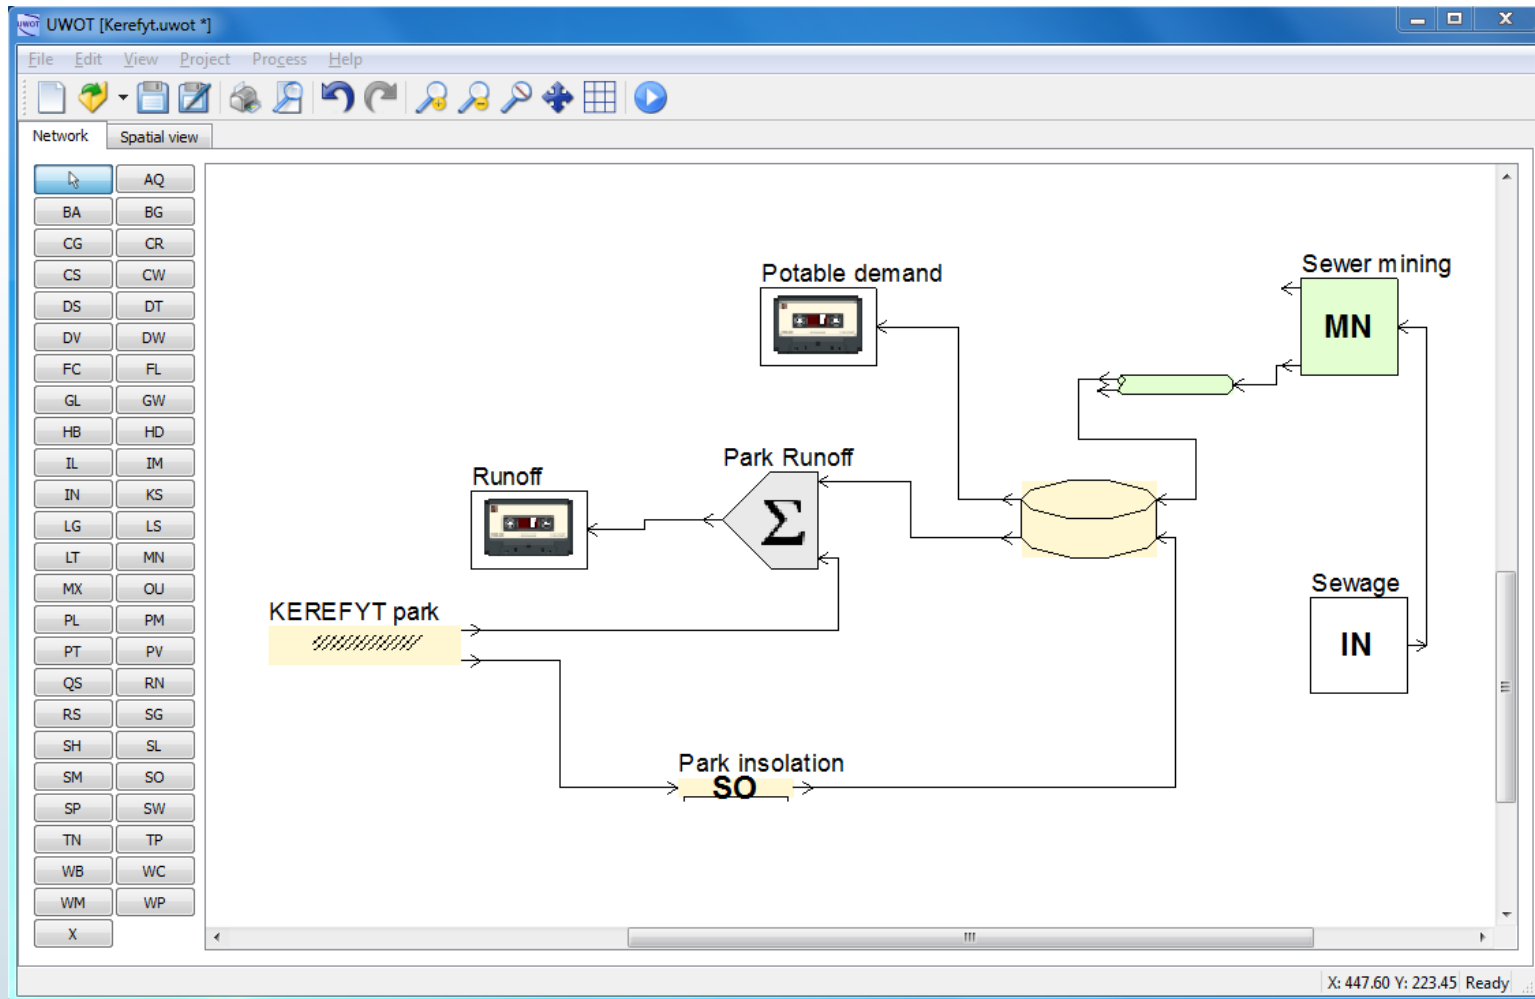 UWOT UWOT [Kerefyt.uwot *]
File Edit View Project Process Help
Network Spatial view
AQ
BA BG
CG CR
CS CW
DS DT
DV DW
FC FL
GL GW
HB HD
IL IM
IN KS
LG LS
LT MN
MX OU
PL PM
PT PV
QS RN
RS SG
SH SL
SM SO
SP SW
TN TP
WB WC
WM WP
X
Sewer mining
Potable demand
MN
Park Runoff
Runoff
Σ
Sewage
KEREFYT park
IN
Park insolation
SO
X: 447.60 Y: 223.45 Ready